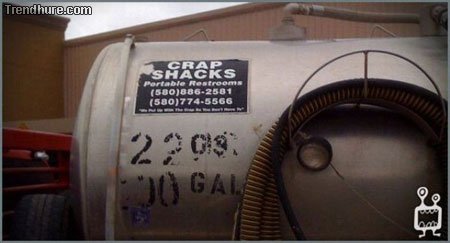 Trendhure.com
CRAP
SHACKS
Portable Restrooms
(580)886-2581
(580)774-5566
"We Put Up With The Crap So You Don't Have To"
GAL